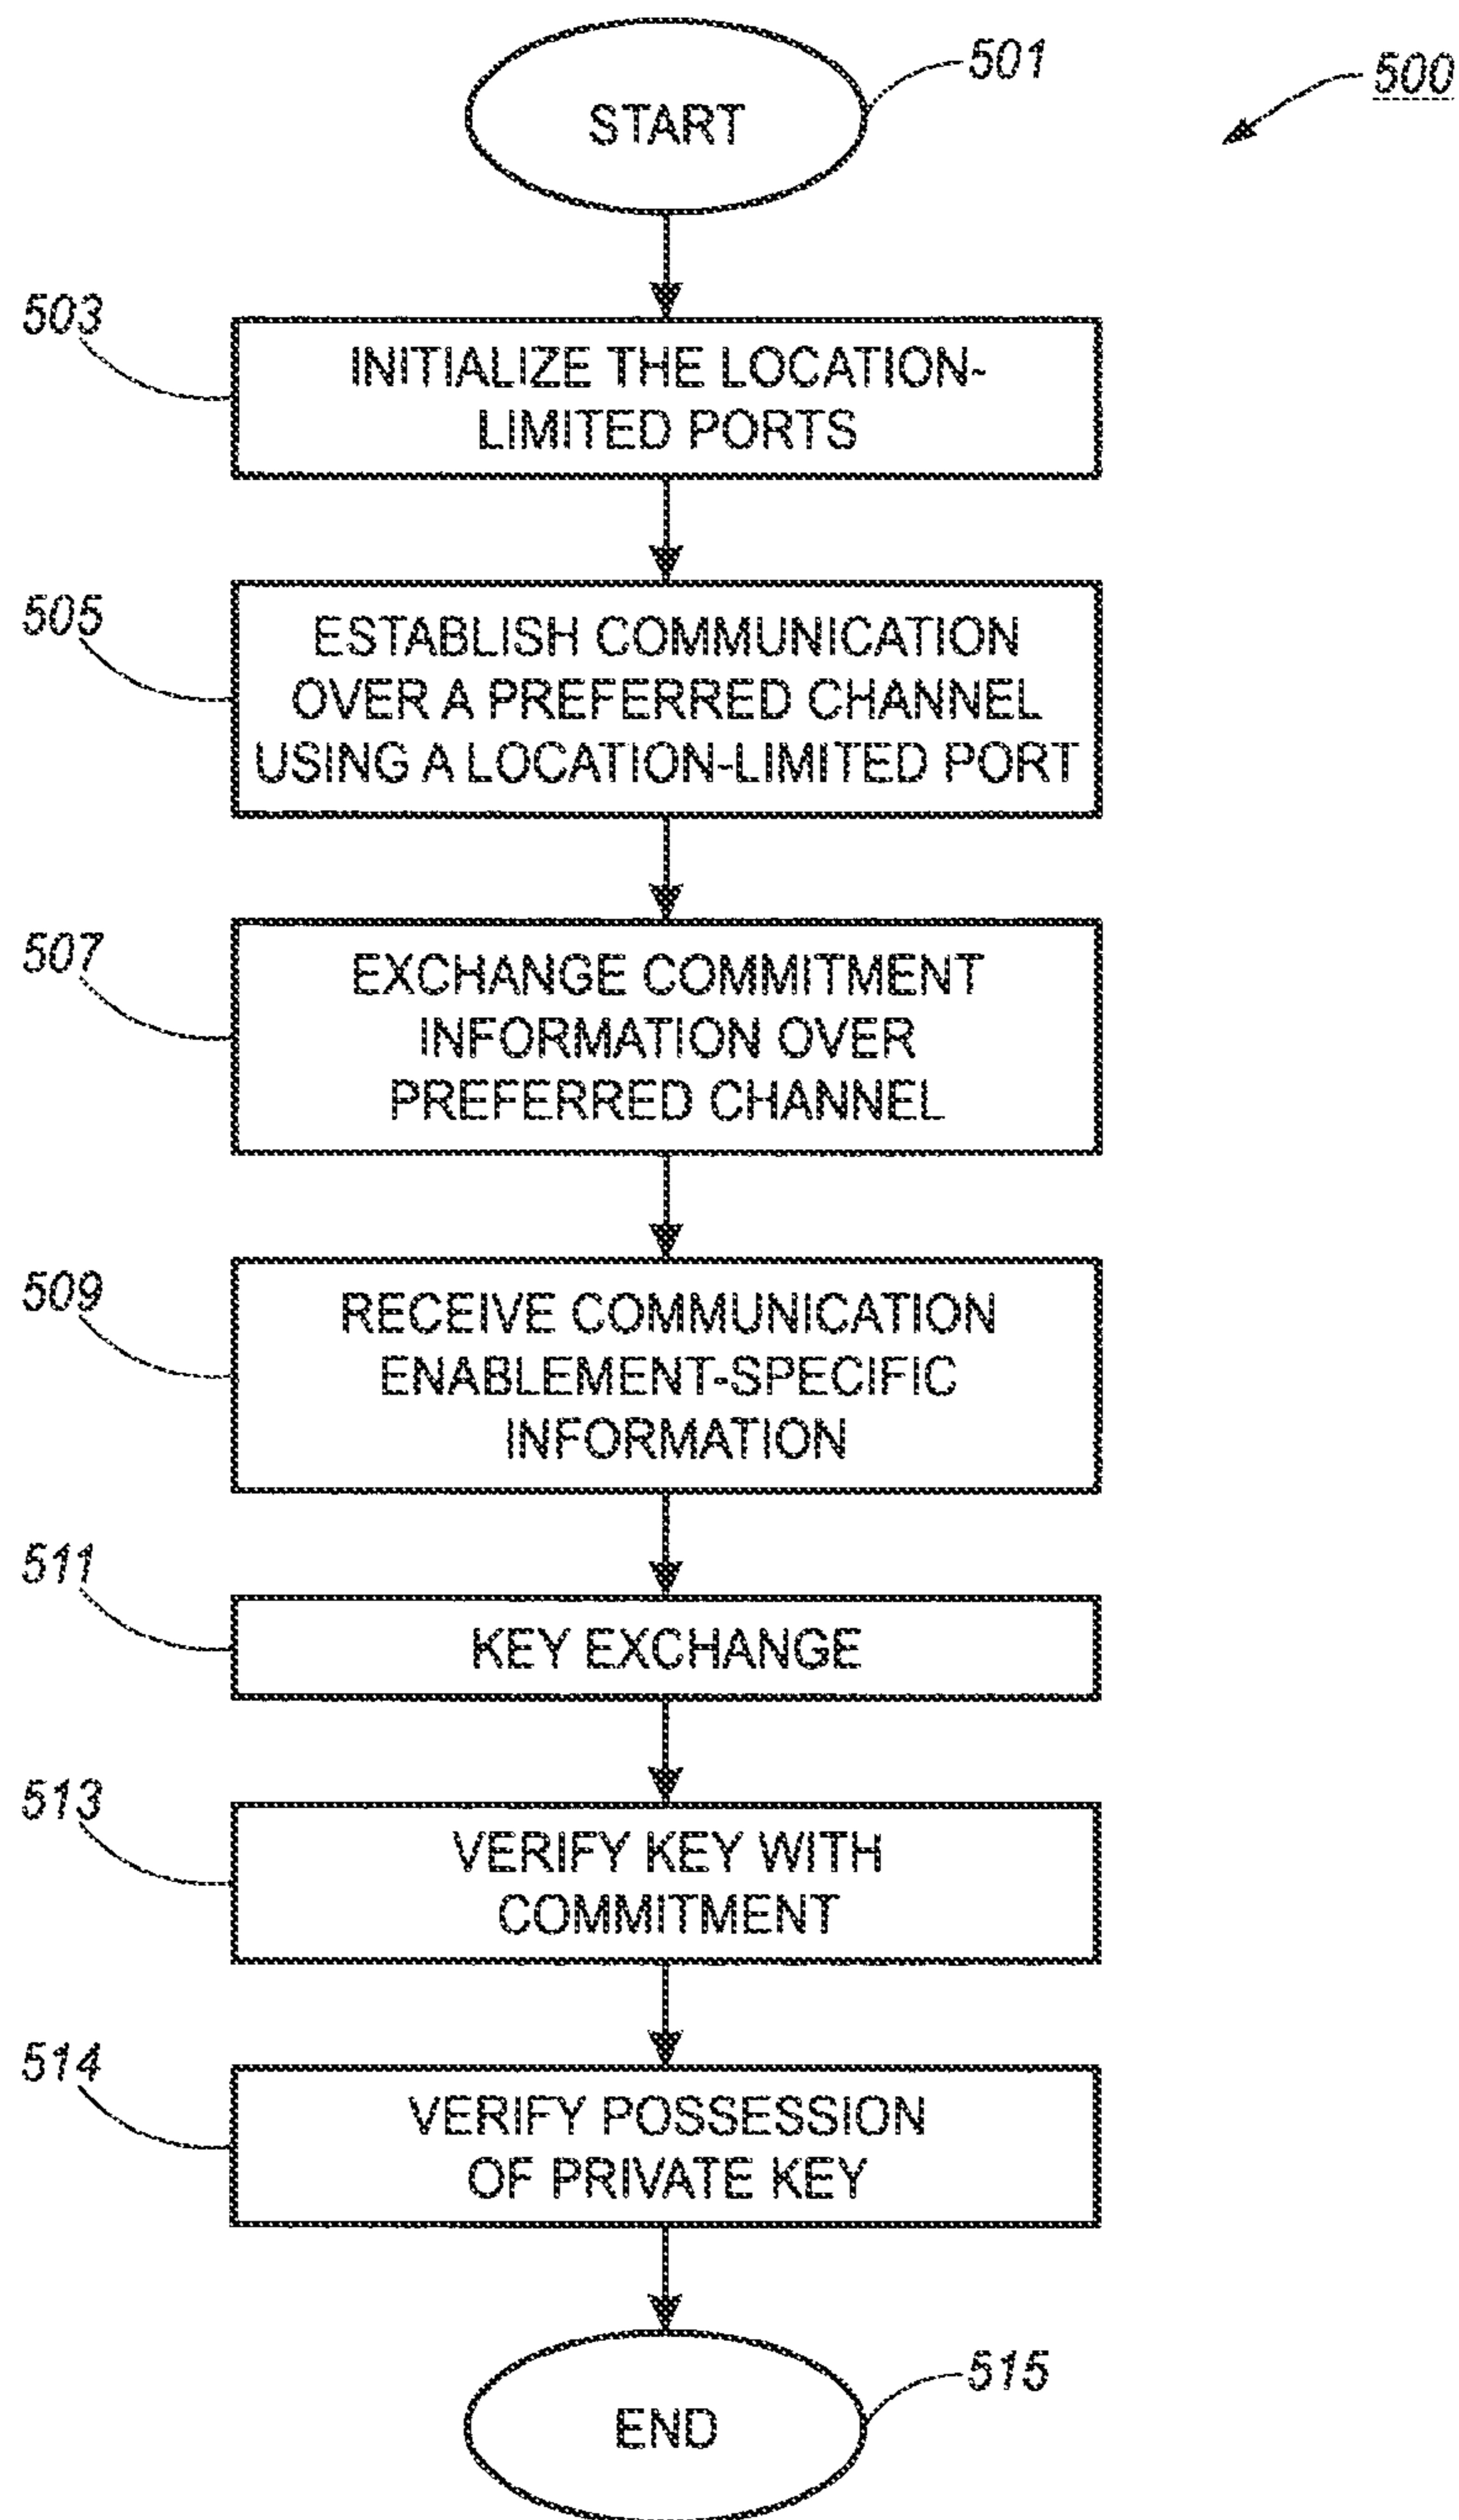 501
500
START
503
INITIALIZE THE LOCATION-
LIMITED PORTS
505
ESTABLISH COMMUNICATION
OVER A PREFERRED CHANNEL
USING A LOCATION-LIMITED PORT
507
EXCHANGE COMMITMENT
INFORMATION OVER
PREFERRED CHANNEL
509
RECEIVE COMMUNICATION
ENABLEMENT-SPECIFIC
INFORMATION
511
KEY EXCHANGE
513
VERIFY KEY WITH
COMMITMENT
514
VERIFY POSSESSION
OF PRIVATE KEY
515
END